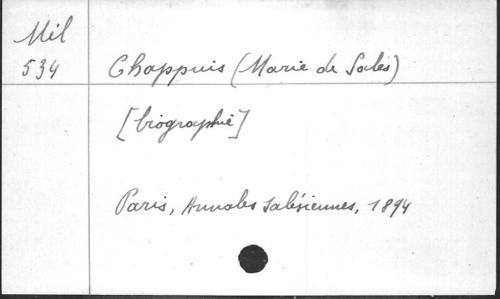 Mil
534
Chappuis (Marie de Sales)
[biographie]
Paris, Annales salésiennes, 1894